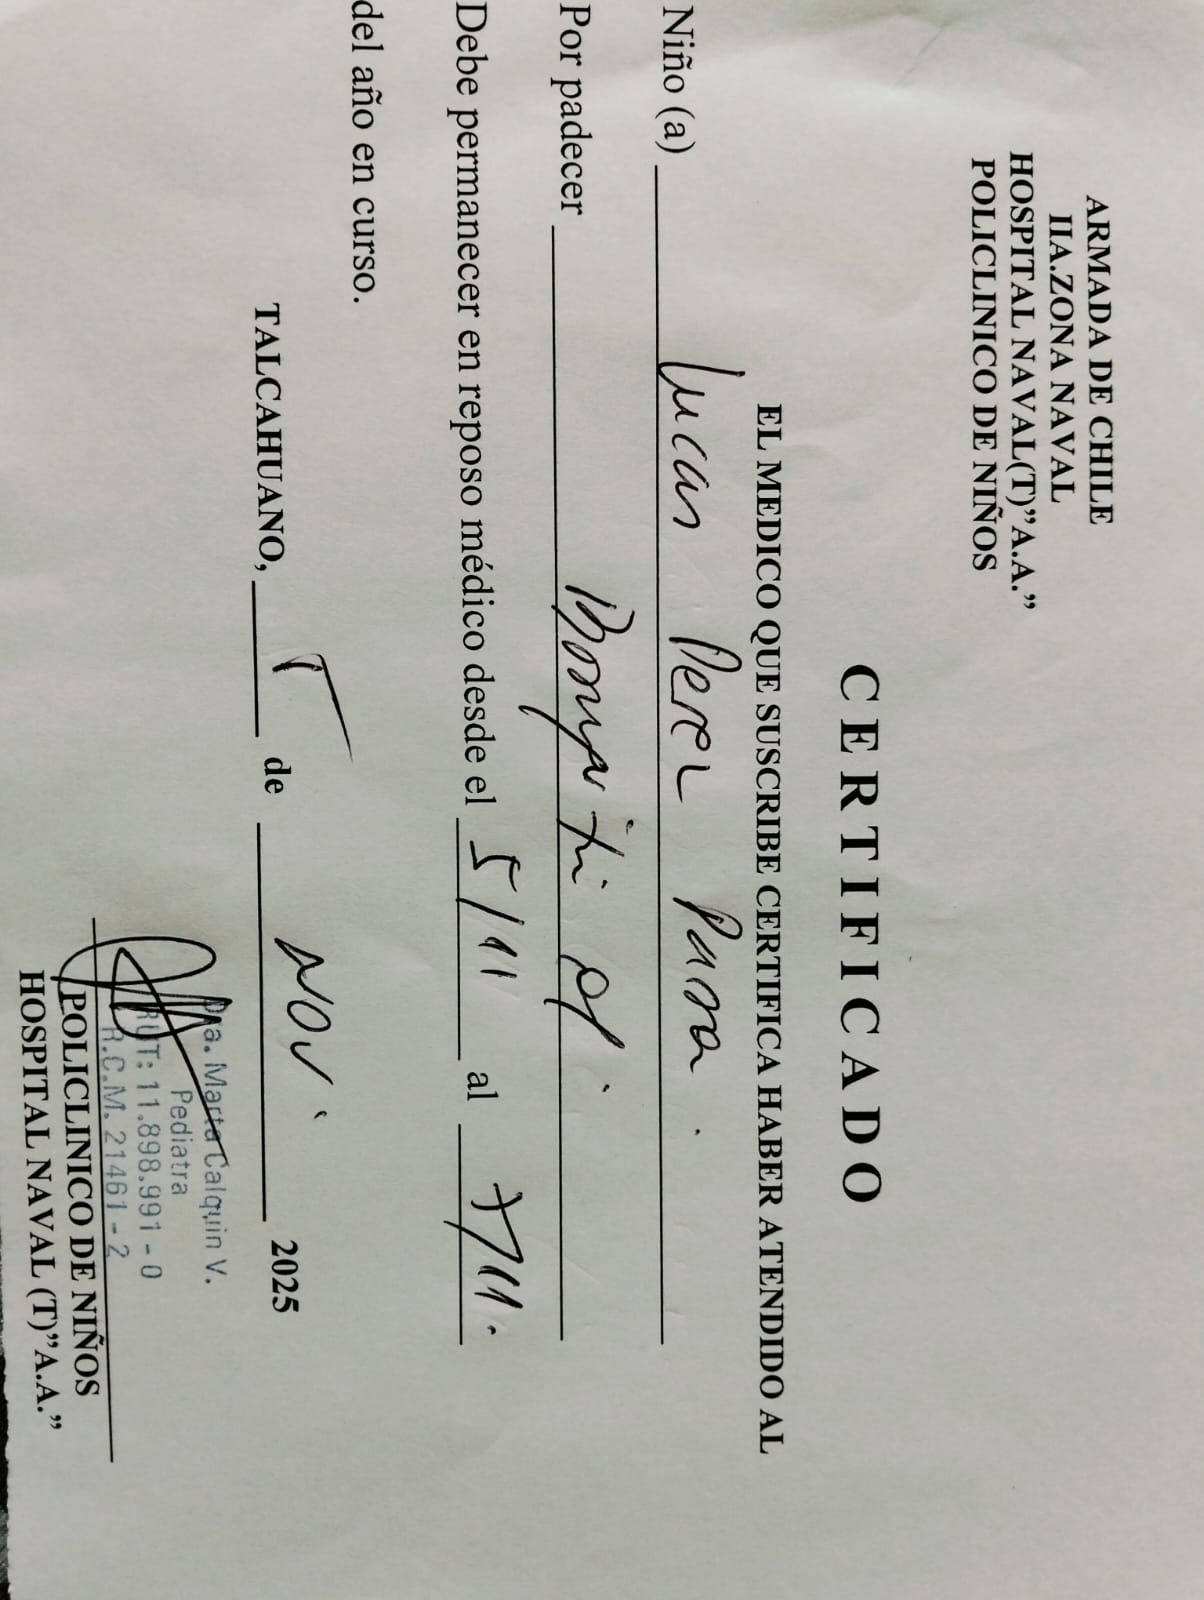 ARMADA DE CHILE
IIA.ZONA NAVAL
HOSPITAL NAVAL(T)”A.A.”
POLICLINICO DE NIÑOS
CERTIFICADO
EL MEDICO QUE SUSCRIBE CERTIFICA HABER ATENDIDO AL
Niño (a) Lucas Perez
Por padecer
Debe permanecer en reposo médico desde el 5/11 al 7/11.
del año en curso.
TALCAHUANO, 5 de NOV. 2025
Dra. Marta Calquin V.
Pediatra
RUT: 11.898.991-0
R.C.M. 21461-2
POLICLINICO DE NIÑOS
HOSPITAL NAVAL (T)”A.A.”